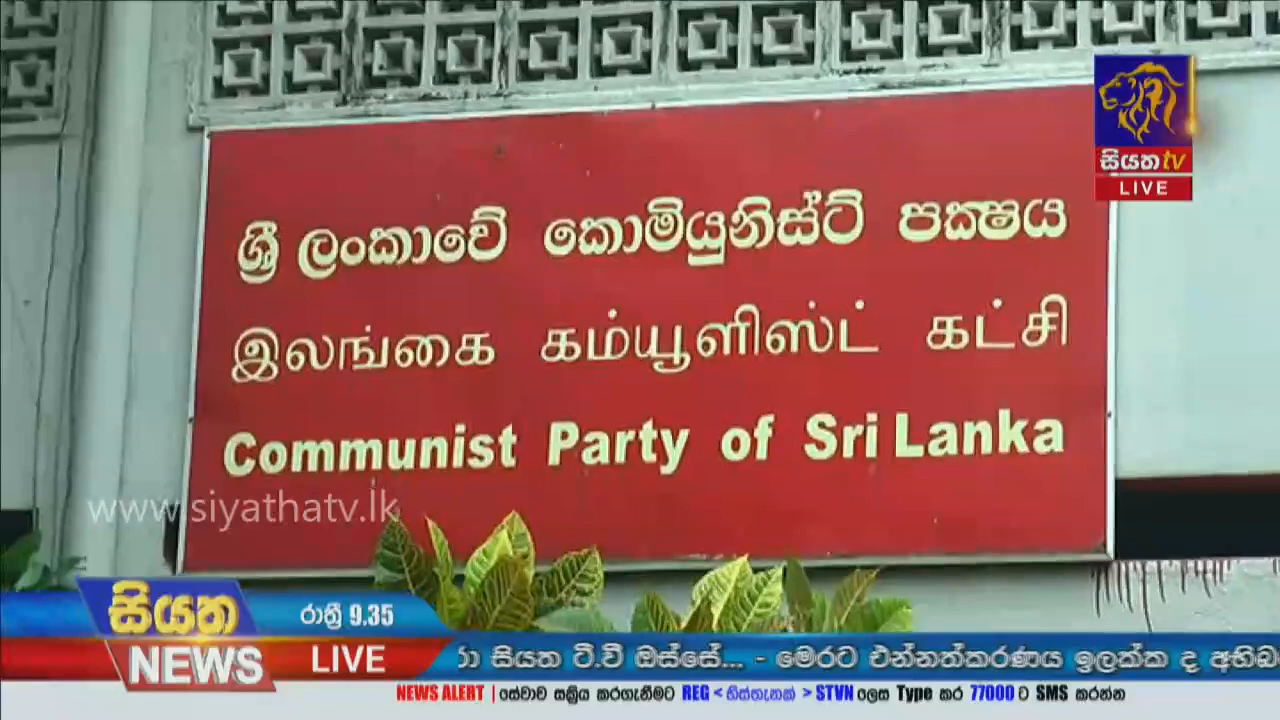 සියත tv
LIVE
ශ්‍රී ලංකාවේ කොමියුනිස්ට් පක්ෂය
இலங்கை கம்யூனிஸ்ட் கட்சி
Communist Party of Sri Lanka
www.siyathatv.lk
සියත
රාත්‍රී 9.35
NEWS
LIVE
සියත ටී.වී ඔස්සේ... - මෙරට එන්නත්කරණය ඉලක්ක ද අභිබ
NEWS ALERT | සේවාව සක්‍රිය කරගැනීමට REG < හිස්තැනක් > STVN ලෙස Type කර 77000 ට SMS කරන්න